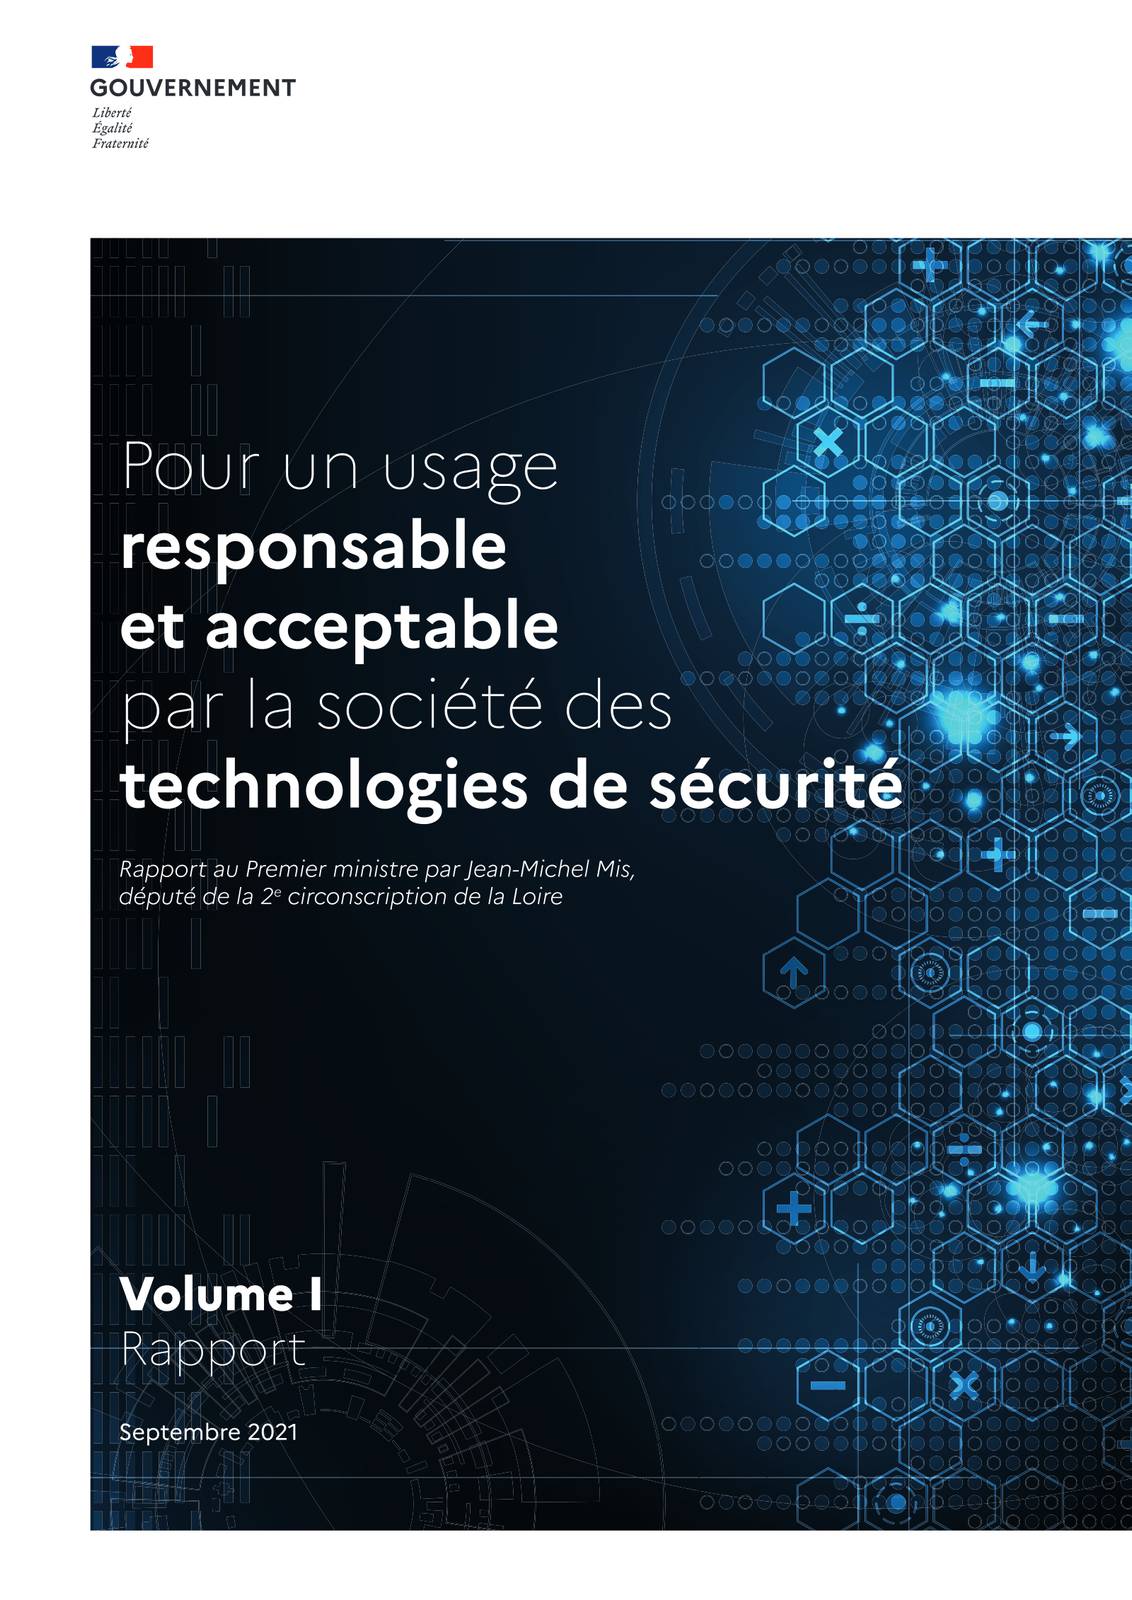 GOUVERNEMENT
Liberté
Égalité
Fraternité
Pour un usage
responsable
et acceptable
par la société des
technologies de sécurité
Rapport au Premier ministre par Jean-Michel Mis,
député de la 2e circonscription de la Loire
Volume I
Rapport
Septembre 2021